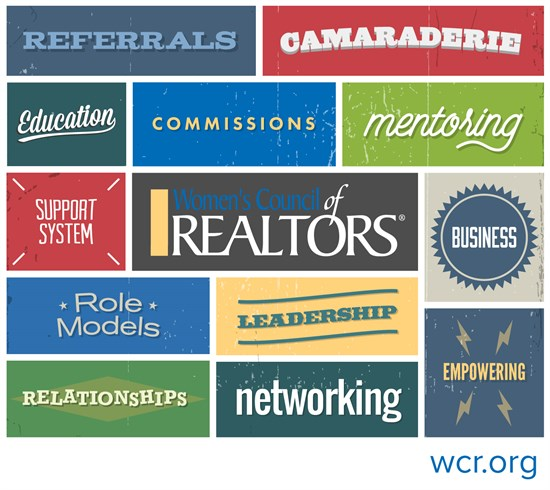 REFERRALS
CAMARADERIE
Education
COMMISSIONS
mentoring
SUPPORT
SYSTEM
Women's Council of
REALTORS®
BUSINESS
Role
Models
LEADERSHIP
EMPOWERING
RELATIONSHIPS
networking
wcr.org